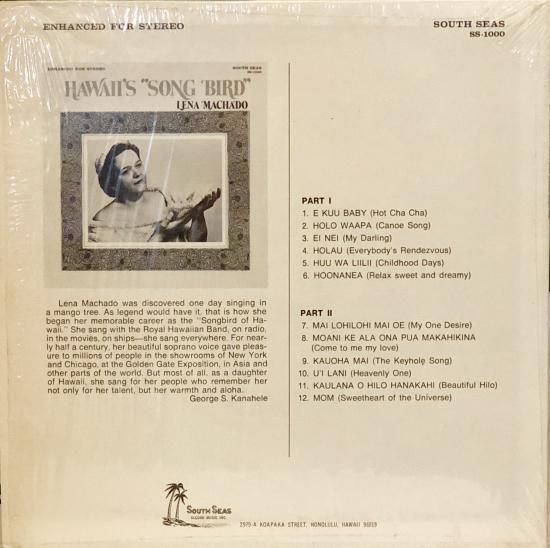 ENHANCED FOR STEREO
SOUTH SEAS
SS-1000
ENHANCED FOR STEREO
SOUTH SEAS
SS-1000
HAWAII'S "SONG BIRD"
LENA MACHADO
Lena Machado was discovered one day singing in
a mango tree. As legend would have it, that is how she
began her memorable career as the "Songbird of Ha-
waii." She sang with the Royal Hawaiian Band, on radio,
in the movies, on ships—she sang everywhere. For near-
ly half a century, her beautiful soprano voice gave pleas-
ure to millions of people in the showrooms of New York
and Chicago, at the Golden Gate Exposition, in Asia and
other parts of the world. But most of all, as a daughter
of Hawaii, she sang for her people who remember her
not only for her talent, but her warmth and aloha.
George S. Kanahele
PART I
1. E KUU BABY (Hot Cha Cha)
2. HOLO WAAPA (Canoe Song)
3. EI NEI (My Darling)
4. HOLAU (Everybody's Rendezvous)
5. HUU WA LIILII (Childhood Days)
6. HOONANEA (Relax sweet and dreamy)
PART II
7. MAI LOHILOHI MAI OE (My One Desire)
8. MOANI KE ALA ONA PUA MAKAHIKINA
(Come to me my love)
9. KAUOHA MAI (The Keyhole Song)
10. U'I LANI (Heavenly One)
11. KAULANA O HILO HANAKAHI (Beautiful Hilo)
12. MOM (Sweetheart of the Universe)
SOUTH SEAS
MUSIC INC.
KOAPAKA STREET, HONOLULU, HAWAII 96819